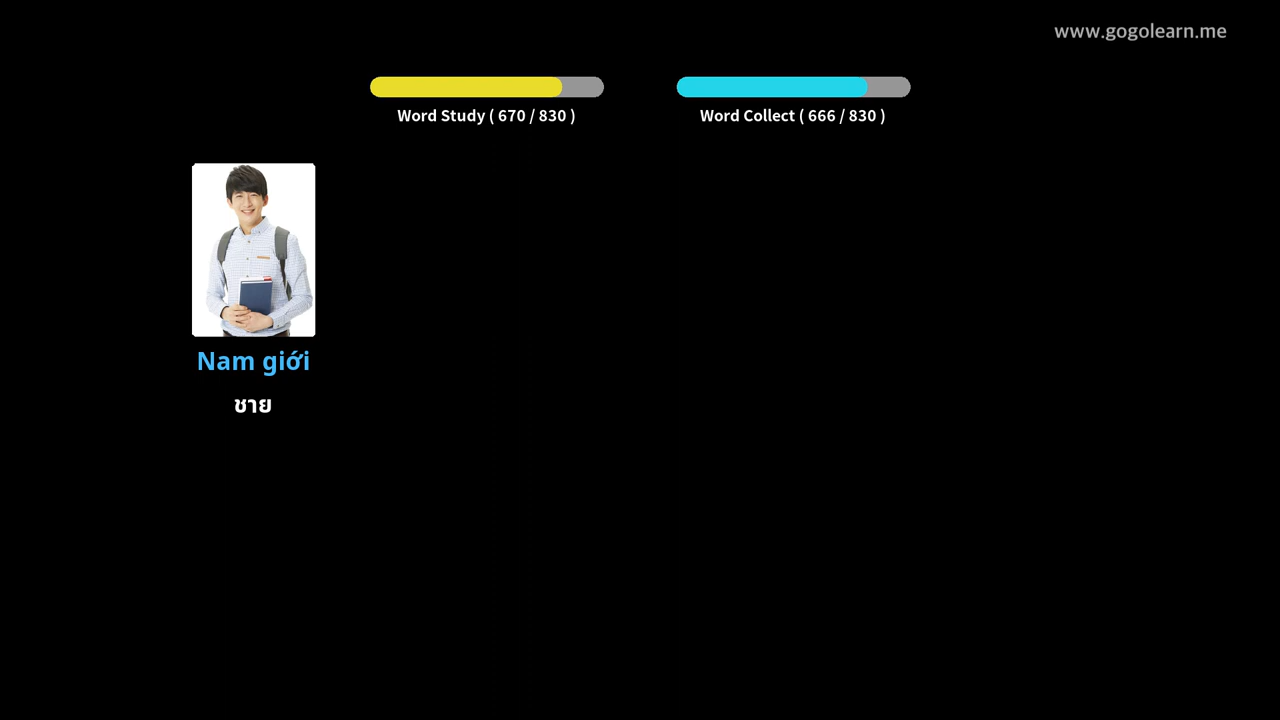 www.gogolearn.me
Word Study ( 670 / 830 )
Word Collect ( 666 / 830 )
Nam giới
ชาย